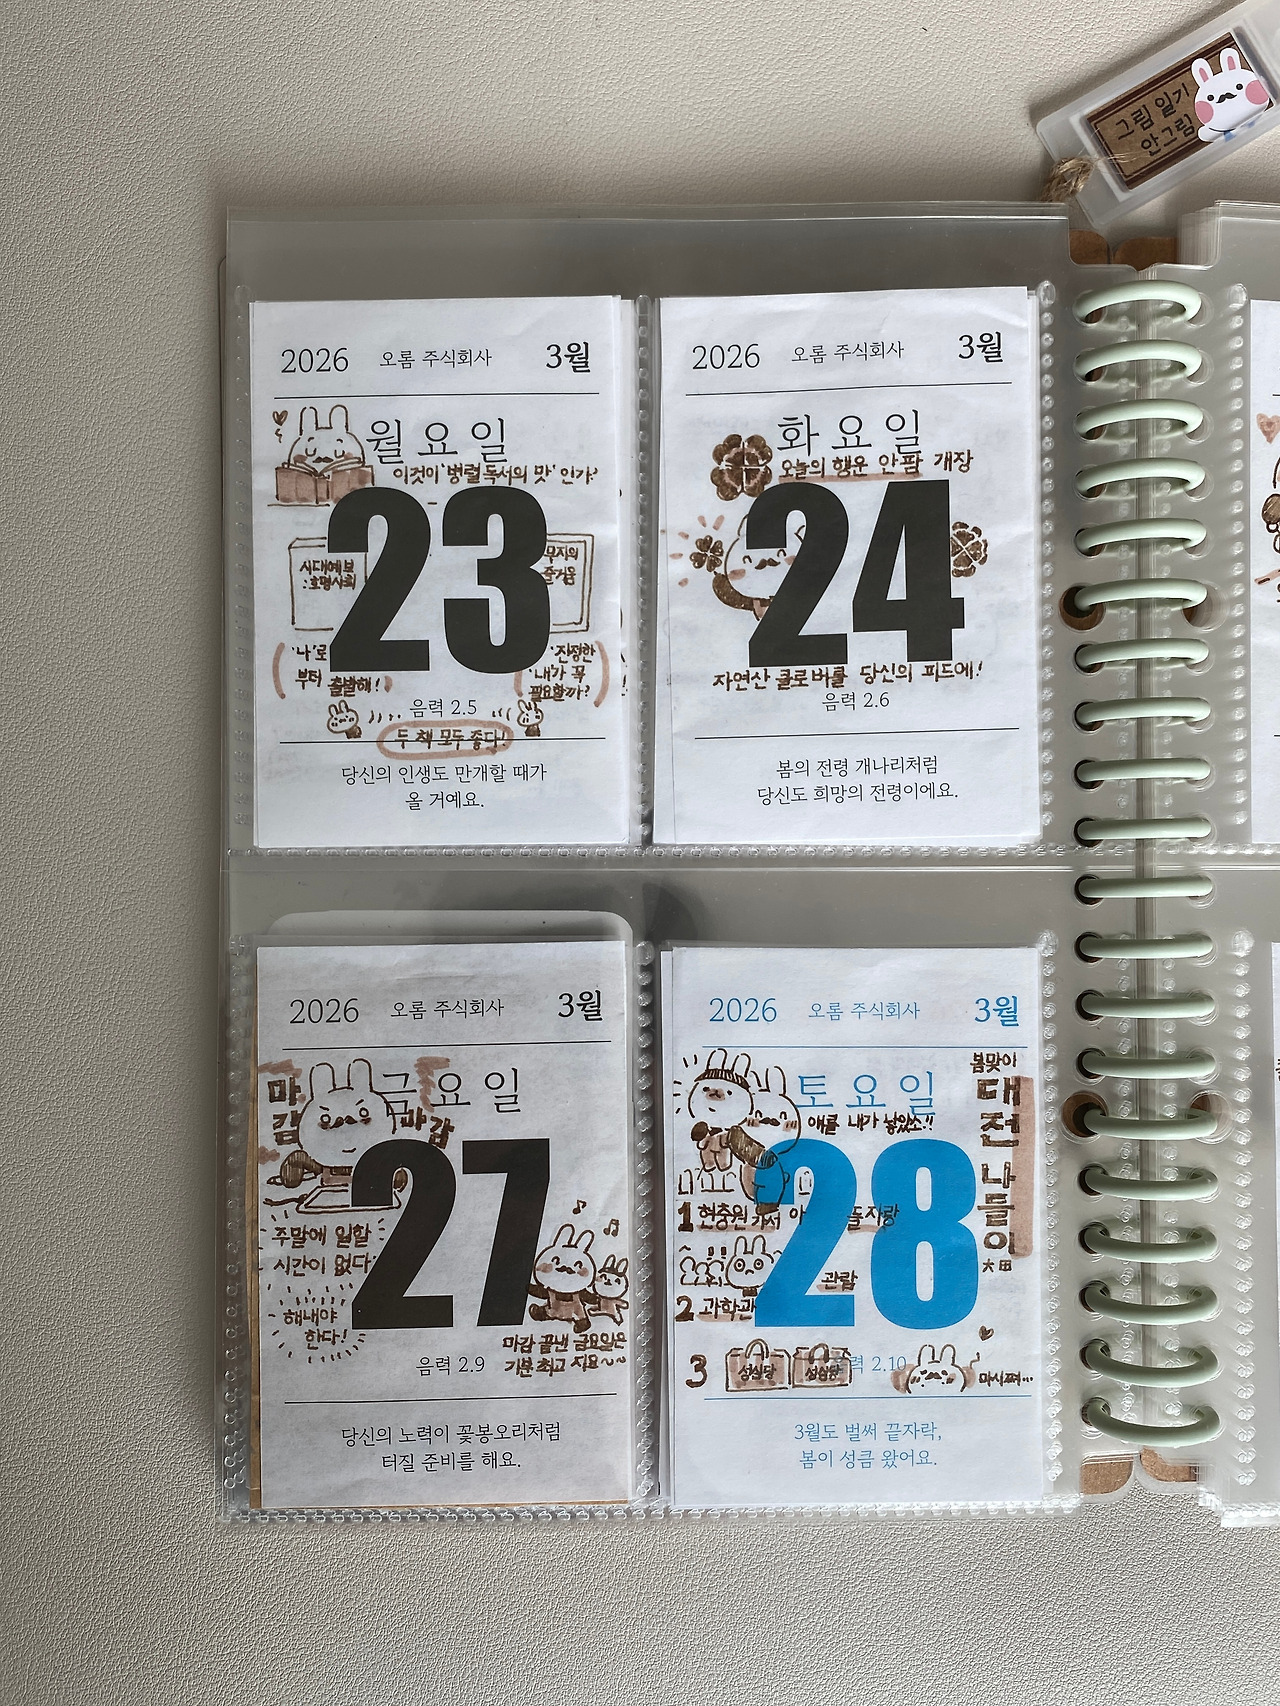 그림 일기
안그림
2026 오롬 주식회사 3월
월요일
이것이 '병렬독서의 맛' 인가?
23
시대예보
:호명사회
무지의
즐거움
'나'로
부터 출발해!
'진정한
'내'가 꼭
필요할까?
음력 2.5
두 책 모두 좋다!
당신의 인생도 만개할 때가
올 거예요.
2026 오롬 주식회사 3월
화요일
오늘의 행운 안팜 개장
24
자연산 클로버를 당신의 피드에!
음력 2.6
봄의 전령 개나리처럼
당신도 희망의 전령이에요.
2026 오롬 주식회사 3월
금요일
마감
마감
27
주말에 일할
시간이 없다
해내야
한다!
마감 끝낸 금요일은
기분 최고 지요~~
음력 2.9
당신의 노력이 꽃봉오리처럼
터질 준비를 해요.
2026 오롬 주식회사 3월
토요일
봄맞이
대전 나들이
大田
애를 내가 낳았소!!
28
1 현충원 가서 자랑
관람
2 과학관
3 성심당 성심당
마시쪄...
2.10
3월도 벌써 끝자락,
봄이 성큼 왔어요.